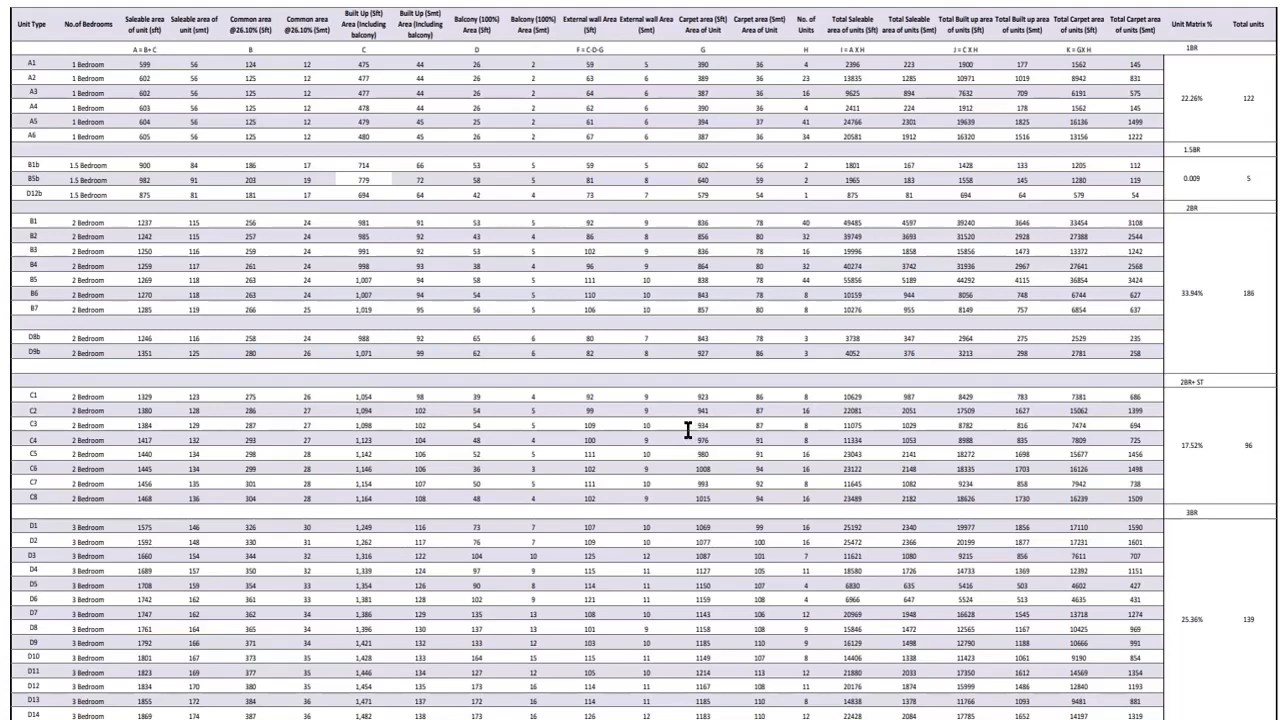 Unit Type No.of Bedrooms Saleable area of unit (sft) Saleable area of unit (smt) Common area @26.10% (sft) Common area @26.10% (Smt) Built Up (Sft) Area (Including balcony) Built Up (Smt) Area (Including balcony) Balcony (100%) Area (Sft) Balcony (100%) Area (Smt) External wall Area (Sft) External wall Area (Smt) Carpet area (Sft) Area of Unit Carpet area (Smt) Area of Unit No. of Units Total Saleable area of units (Sft) Total Saleable area of units (Smt) Total Built up area of units (Sft) Total Built up area of units (Smt) Total Carpet area of units (Sft) Total Carpet area of units (Smt) Unit Matrix % Total units
A = B+ C B C D F = C-D-G G H I = A X H J = C X H K = GX H 1BR
A1 1 Bedroom 599 56 124 12 475 44 26 2 59 5 390 36 4 2396 223 1900 177 1562 145
A2 1 Bedroom 602 56 125 12 477 44 26 2 63 6 389 36 23 13835 1285 10971 1019 8942 831
A3 1 Bedroom 602 56 125 12 477 44 26 2 64 6 387 36 16 9625 894 7632 709 6191 575
22.26% 122
A4 1 Bedroom 603 56 125 12 478 44 26 2 62 6 390 36 4 2411 224 1912 178 1562 145
A5 1 Bedroom 604 56 125 12 479 45 25 2 61 6 394 37 41 24766 2301 19639 1825 16136 1499
A6 1 Bedroom 605 56 125 12 480 45 26 2 67 6 387 36 34 20581 1912 16320 1516 13156 1222
1.5BR
B1b 1.5 Bedroom 900 84 186 17 714 66 53 5 59 5 602 56 2 1801 167 1428 133 1205 112
B5b 1.5 Bedroom 982 91 203 19 779 72 58 5 81 8 640 59 2 1965 183 1558 145 1280 119 0.009 5
D12b 1.5 Bedroom 875 81 181 17 694 64 42 4 73 7 579 54 1 875 81 694 64 579 54
2BR
B1 2 Bedroom 1237 115 256 24 981 91 53 5 92 9 836 78 40 49485 4597 39240 3646 33454 3108
B2 2 Bedroom 1242 115 257 24 985 92 43 4 86 8 856 80 32 39749 3693 31520 2928 27388 2544
B3 2 Bedroom 1250 116 259 24 991 92 53 5 102 9 836 78 16 19996 1858 15856 1473 13372 1242
B4 2 Bedroom 1259 117 261 24 998 93 38 4 96 9 864 80 32 40274 3742 31936 2967 27641 2568
B5 2 Bedroom 1269 118 263 24 1,007 94 58 5 111 10 838 78 44 55856 5189 44292 4115 36854 3424
B6 2 Bedroom 1270 118 263 24 1,007 94 54 5 110 10 843 78 8 10159 944 8056 748 6744 627 33.94% 186
B7 2 Bedroom 1285 119 266 25 1,019 95 56 5 106 10 857 80 8 10276 955 8149 757 6854 637
D8b 2 Bedroom 1246 116 258 24 988 92 65 6 80 7 843 78 3 3738 347 2964 275 2529 235
D9b 2 Bedroom 1351 125 280 26 1,071 99 62 6 82 8 927 86 3 4052 376 3213 298 2781 258
2BR+ ST
C1 2 Bedroom 1329 123 275 26 1,054 98 39 4 92 9 923 86 8 10629 987 8429 783 7381 686
C2 2 Bedroom 1380 128 286 27 1,094 102 54 5 99 9 941 87 16 22081 2051 17509 1627 15062 1399
C3 2 Bedroom 1384 129 287 27 1,098 102 54 5 109 10 934 87 8 11075 1029 8782 816 7474 694
C4 2 Bedroom 1417 132 293 27 1,123 104 48 4 100 9 976 91 8 11334 1053 8988 835 7809 725 17.52% 96
C5 2 Bedroom 1440 134 298 28 1,142 106 52 5 111 10 980 91 16 23043 2141 18272 1698 15677 1456
C6 2 Bedroom 1445 134 299 28 1,146 106 36 3 102 9 1008 94 16 23122 2148 18335 1703 16126 1498
C7 2 Bedroom 1456 135 301 28 1,154 107 50 5 111 10 993 92 8 11645 1082 9234 858 7942 738
C8 2 Bedroom 1468 136 304 28 1,164 108 48 4 102 9 1015 94 16 23489 2182 18626 1730 16239 1509
3BR
D1 3 Bedroom 1575 146 326 30 1,249 116 73 7 107 10 1069 99 16 25192 2340 19977 1856 17110 1590
D2 3 Bedroom 1592 148 330 31 1,262 117 76 7 109 10 1077 100 16 25472 2366 20199 1877 17231 1601
D3 3 Bedroom 1660 154 344 32 1,316 122 104 10 125 12 1087 101 7 11621 1080 9215 856 7611 707
D4 3 Bedroom 1689 157 350 32 1,339 124 97 9 115 11 1127 105 11 18580 1726 14733 1369 12392 1151
D5 3 Bedroom 1708 159 354 33 1,354 126 90 8 114 11 1150 107 4 6830 635 5416 503 4602 427
D6 3 Bedroom 1742 162 361 33 1,381 128 102 9 121 11 1159 108 4 6966 647 5524 513 4635 431
D7 3 Bedroom 1747 162 362 34 1,386 129 135 13 108 10 1143 106 12 20969 1948 16628 1545 13718 1274 25.36% 139
D8 3 Bedroom 1761 164 365 34 1,396 130 137 13 101 9 1158 108 9 15846 1472 12565 1167 10425 969
D9 3 Bedroom 1792 166 371 34 1,421 132 133 12 103 10 1185 110 9 16129 1498 12790 1188 10666 991
D10 3 Bedroom 1801 167 373 35 1,428 133 164 15 115 11 1149 107 8 14406 1338 11423 1061 9190 854
D11 3 Bedroom 1823 169 377 35 1,446 134 127 12 105 10 1214 113 12 21880 2033 17350 1612 14569 1354
D12 3 Bedroom 1834 170 380 35 1,454 135 173 16 114 11 1167 108 11 20176 1874 15999 1486 12840 1193
D13 3 Bedroom 1855 172 384 36 1,471 137 172 16 114 11 1185 110 8 14838 1378 11766 1093 9481 881
D14 3 Bedroom 1869 174 387 36 1,482 138 173 16 126 12 1183 110 12 22428 2084 17785 1652 14197 1319